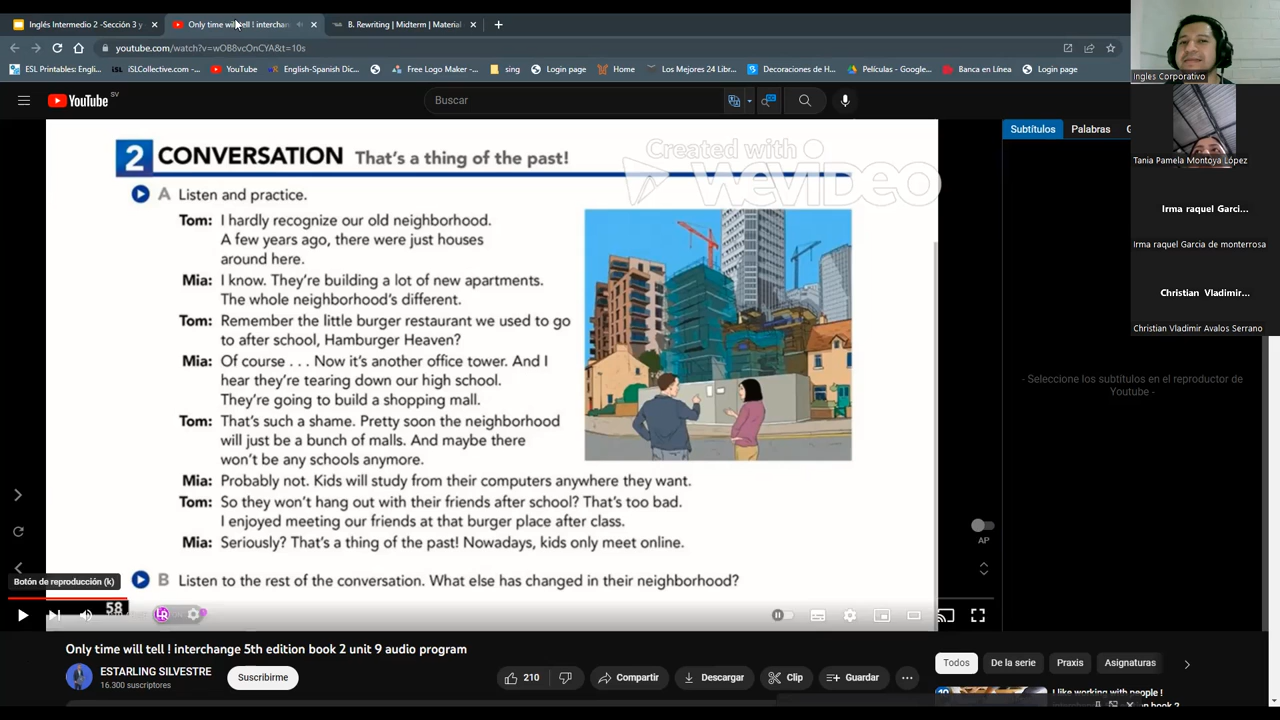 Inglés Intermedio 2 -Sección 3 y
Only time will tell ! interchan
B. Rewriting | Midterm | Material
youtube.com/watch?v=wOB8vcOnCYA&t=10s
ESL Printables: Engli...
iSLCollective.com -...
YouTube
English-Spanish Dic...
Free Logo Maker -...
sing
Login page
Home
Los Mejores 24 Libr...
Decoraciones de H...
Películas - Google...
Banca en Línea
Login page
YouTube SV
Buscar
Ingles Corporativo
Tania Pamela Montoya López
Irma raquel Garci...
Irma raquel Garcia de monterrosa
Christian Vladimir...
Christian Vladimir Avalos Serrano
Subtítulos
Palabras
G
- Seleccione los subtítulos en el reproductor de
Youtube -
AP
Created with
WEVIDEO
2 CONVERSATION That's a thing of the past!
A Listen and practice.
Tom: I hardly recognize our old neighborhood.
A few years ago, there were just houses
around here.
Mia: I know. They're building a lot of new apartments.
The whole neighborhood's different.
Tom: Remember the little burger restaurant we used to go
to after school, Hamburger Heaven?
Mia: Of course . . . Now it's another office tower. And I
hear they're tearing down our high school.
They're going to build a shopping mall.
Tom: That's such a shame. Pretty soon the neighborhood
will just be a bunch of malls. And maybe there
won't be any schools anymore.
Mia: Probably not. Kids will study from their computers anywhere they want.
Tom: So they won't hang out with their friends after school? That's too bad.
I enjoyed meeting our friends at that burger place after class.
Mia: Seriously? That's a thing of the past! Nowadays, kids only meet online.
B Listen to the rest of the conversation. What else has changed in their neighborhood?
Botón de reproducción (k)
58
LR
Only time will tell ! interchange 5th edition book 2 unit 9 audio program
ESTARLING SILVESTRE
16.300 suscriptores
Suscribirme
210
Compartir
Descargar
Clip
Guardar
Todos
De la serie
Praxis
Asignaturas
I like working with people !